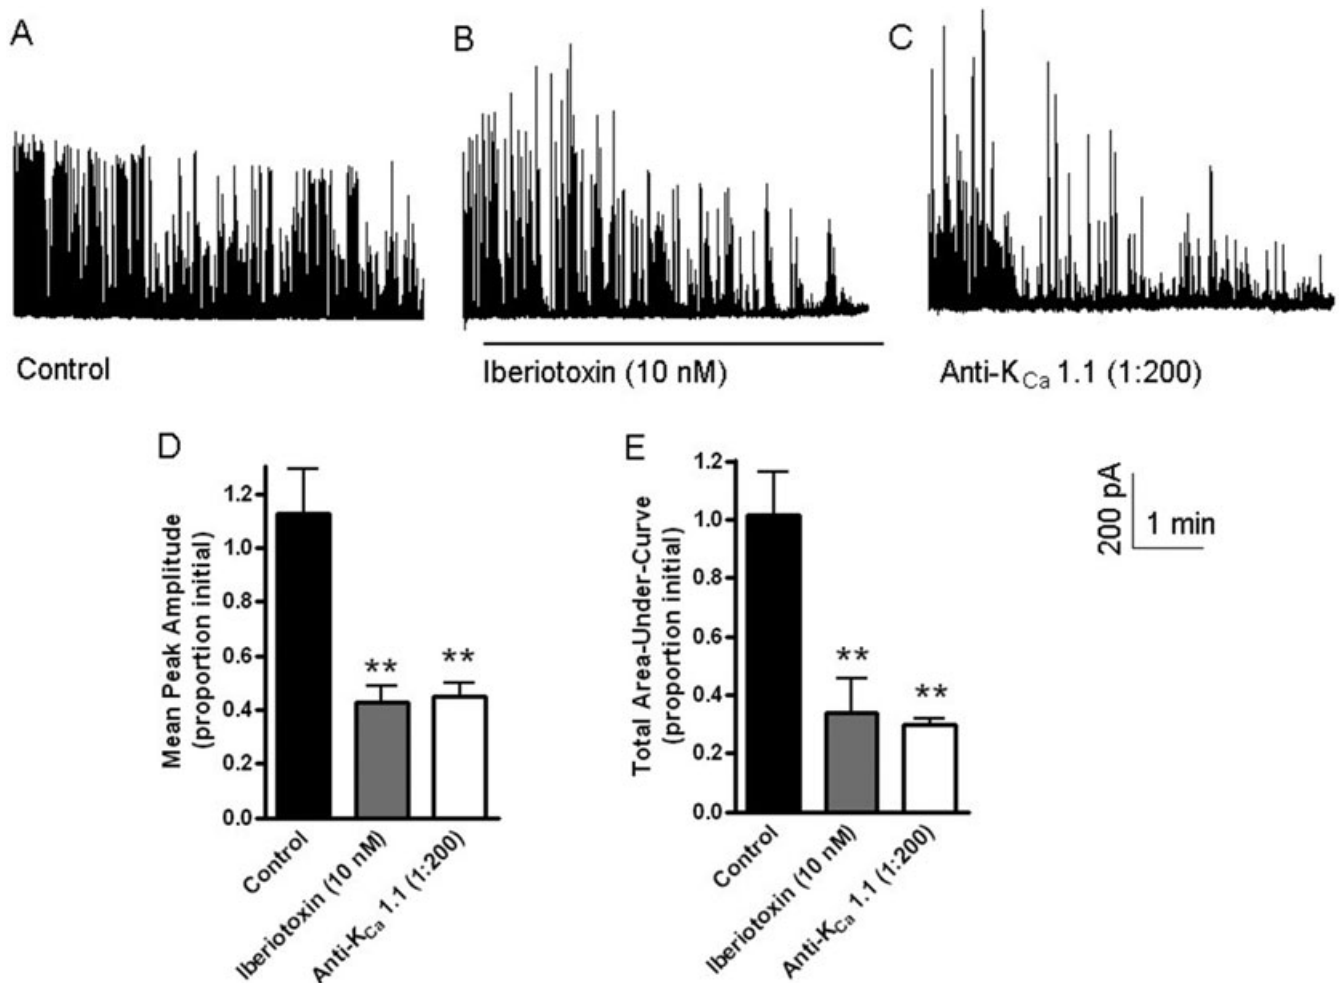 A
B
C
Control
Iberiotoxin (10 nM)
Anti-KCa 1.1 (1:200)
D
Mean Peak Amplitude
(proportion initial)
1.2
1.0
0.8
0.6
0.4
0.2
0.0
**
**
Control
Iberiotoxin (10 nM)
Anti-KCa 1.1 (1:200)
E
Total Area-Under-Curve
(proportion initial)
1.2
1.0
0.8
0.6
0.4
0.2
0.0
**
**
Control
Iberiotoxin (10 nM)
Anti-KCa 1.1 (1:200)
200 pA
1 min